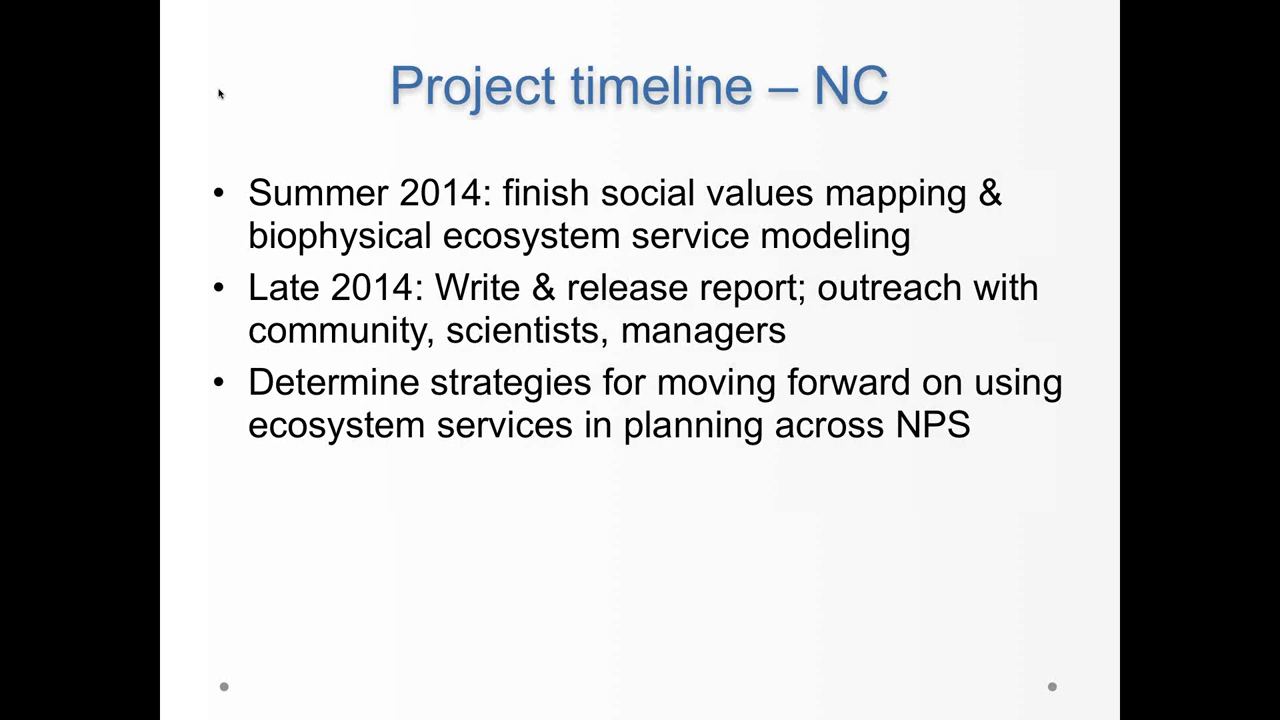 Project timeline – NC
• Summer 2014: finish social values mapping &
biophysical ecosystem service modeling
• Late 2014: Write & release report; outreach with
community, scientists, managers
• Determine strategies for moving forward on using
ecosystem services in planning across NPS